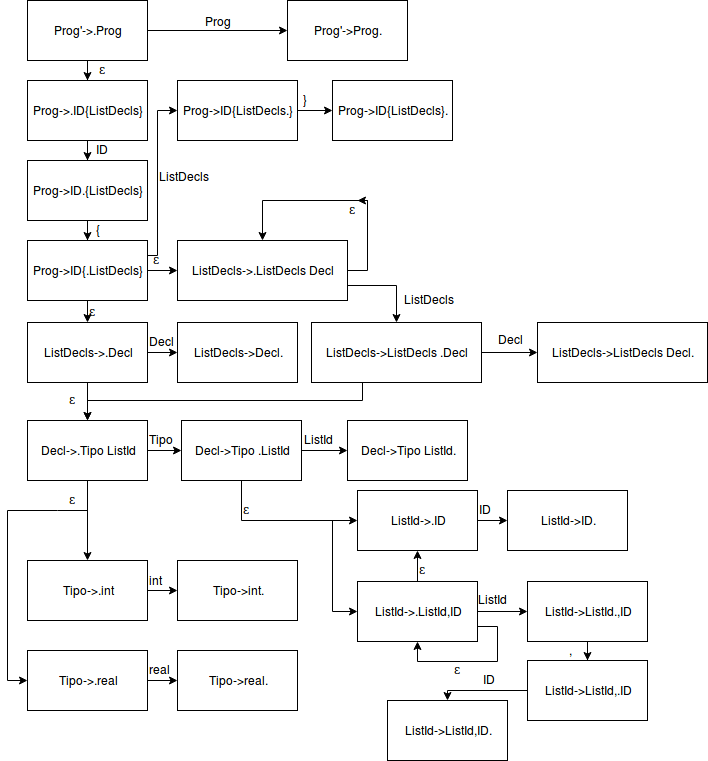 Prog'->.Prog
Prog
Prog'->Prog.
ε
Prog->.ID{ListDecls}
Prog->ID{ListDecls.}
}
Prog->ID{ListDecls}.
ID
Prog->ID.{ListDecls}
ListDecls
{
Prog->ID{.ListDecls}
ε
ListDecls->.ListDecls Decl
ε
ListDecls
ε
ListDecls->.Decl
Decl
ListDecls->Decl.
ListDecls->ListDecls .Decl
Decl
ListDecls->ListDecls Decl.
ε
Decl->.Tipo ListId
Tipo
Decl->Tipo .ListId
ListId
Decl->Tipo ListId.
ε
ε
ListId->.ID
ID
ListId->ID.
ε
Tipo->.int
int
Tipo->int.
ListId->.ListId,ID
ListId
ListId->ListId.,ID
ε
,
Tipo->.real
real
Tipo->real.
ID
ListId->ListId,.ID
ListId->ListId,ID.